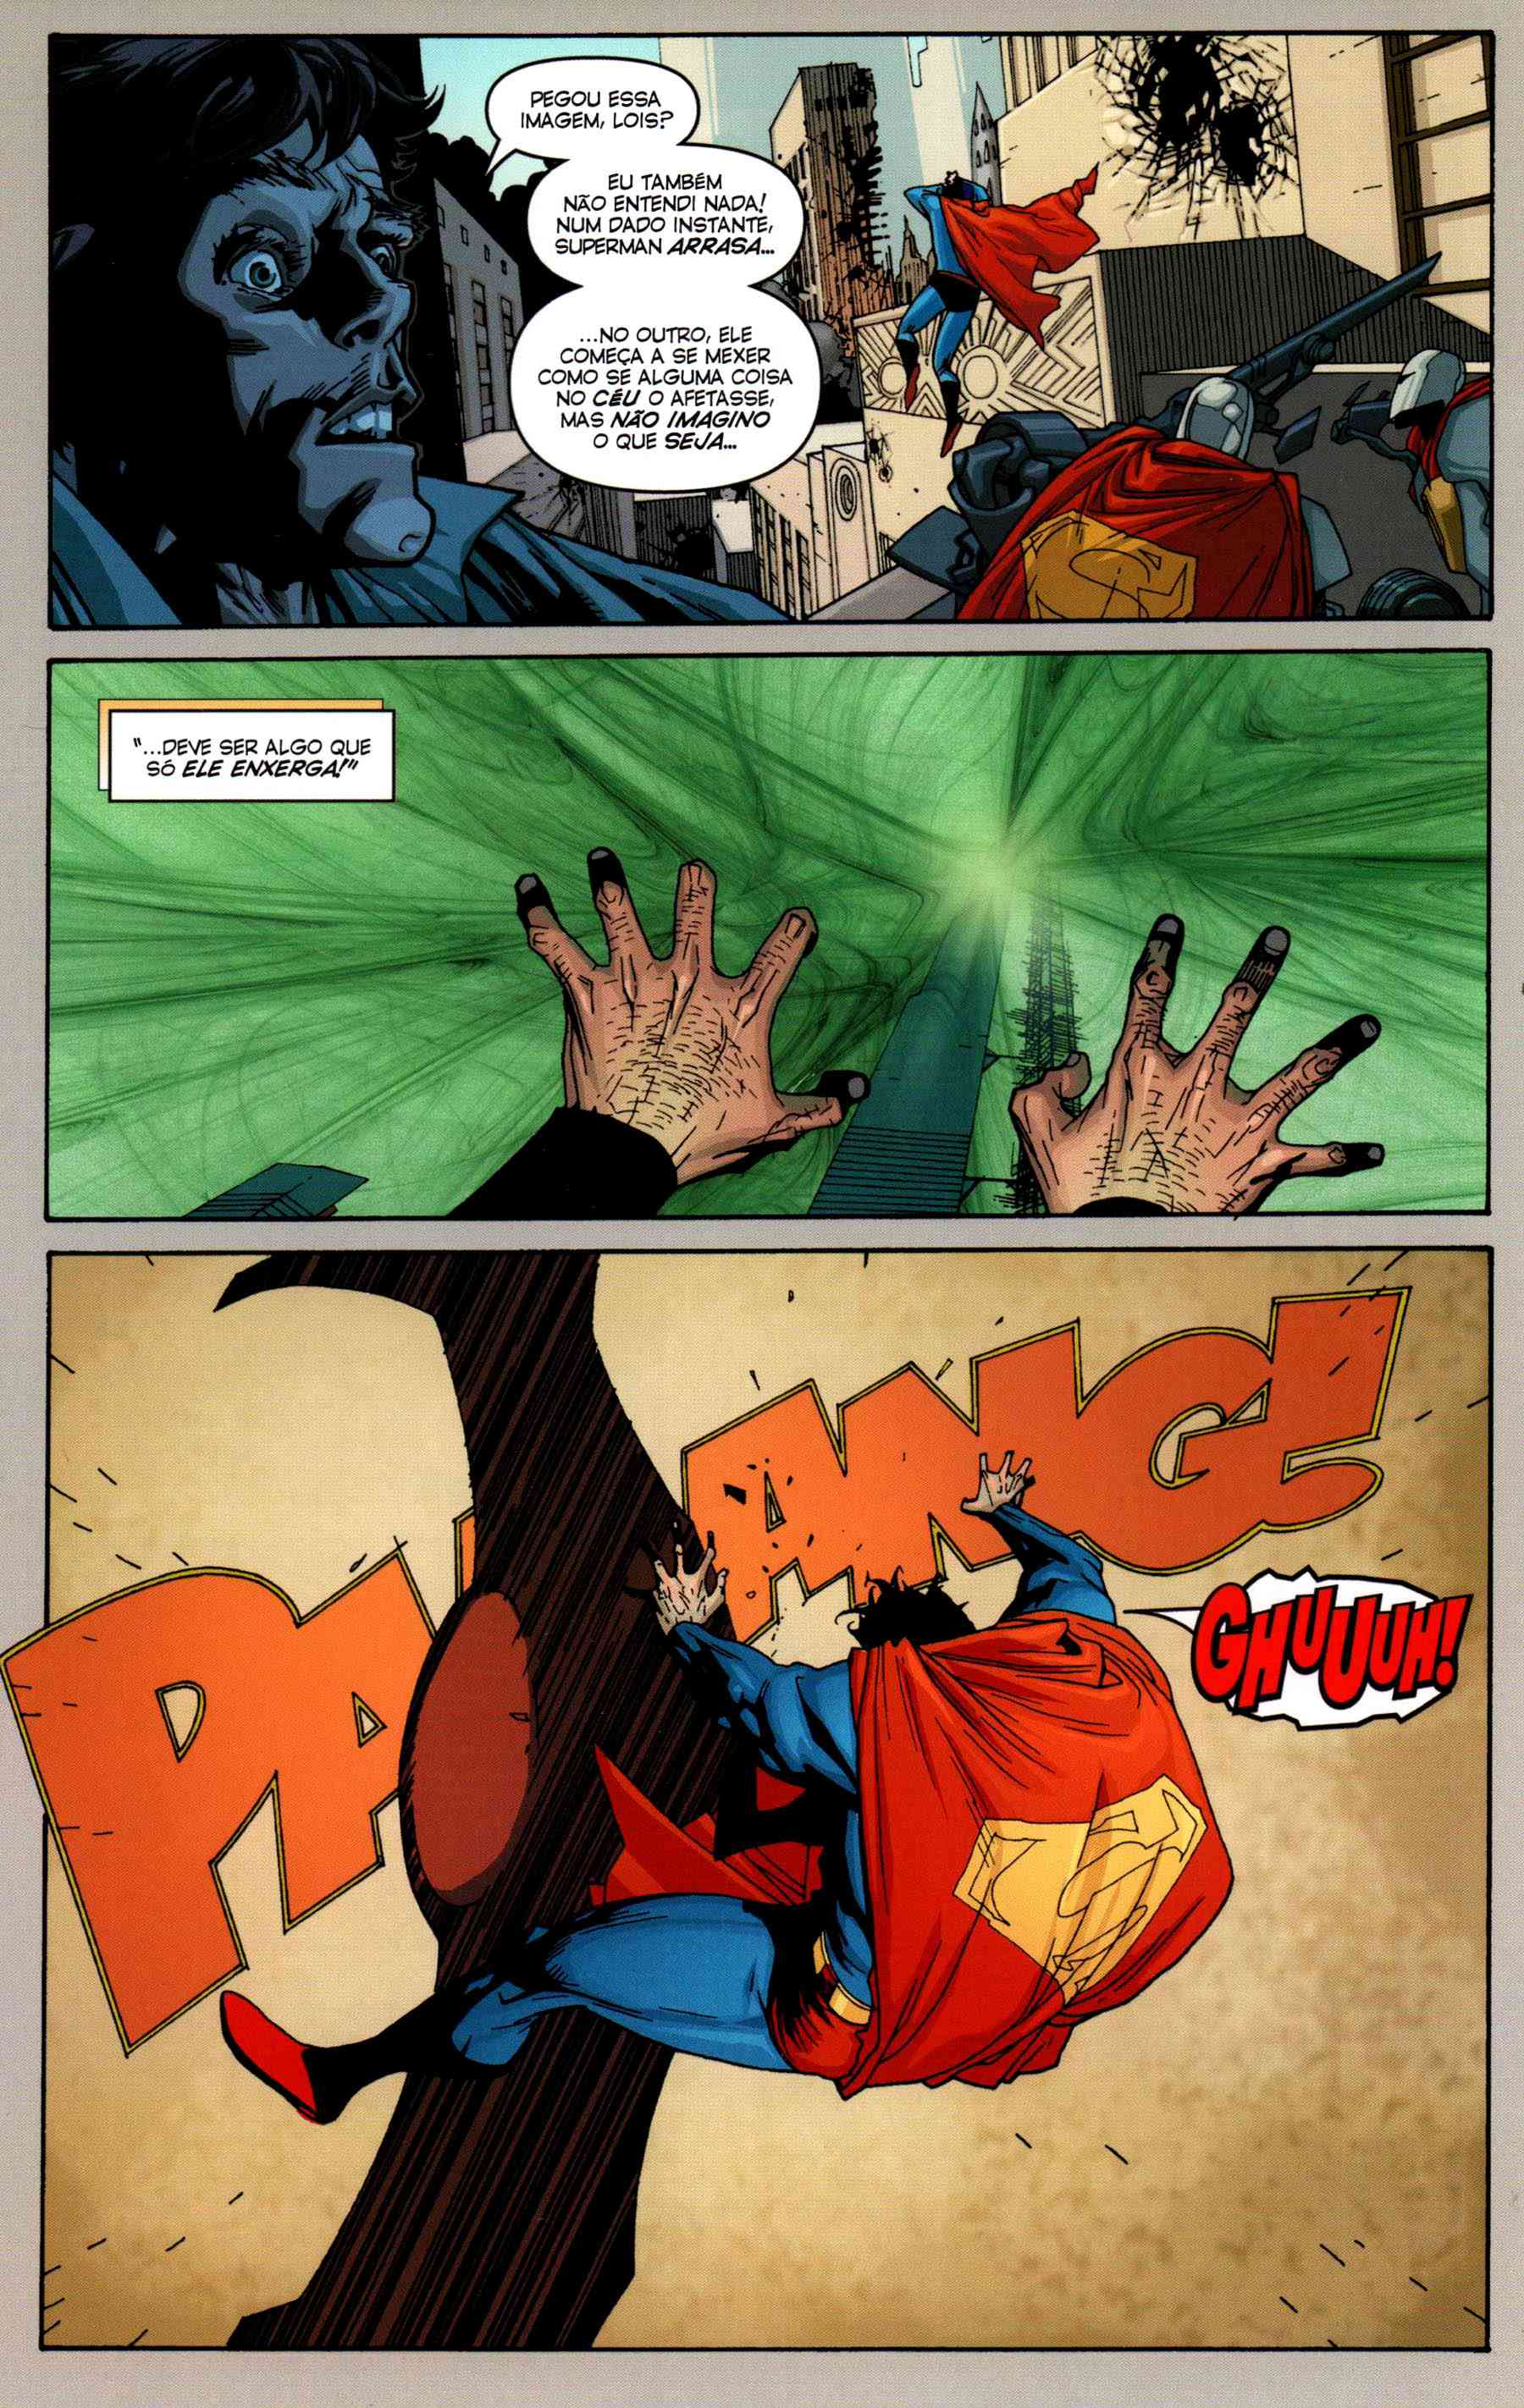 PEGOU ESSA
IMAGEM, LOIS?
EU TAMBÉM
NÃO ENTENDI NADA!
NUM DADO INSTANTE,
SUPERMAN ARRASA...
...NO OUTRO, ELE
COMEÇA A SE MEXER
COMO SE ALGUMA COISA
NO CÉU O AFETASSE,
MAS NÃO IMAGINO
O QUE SEJA...
"...DEVE SER ALGO QUE
SÓ ELE ENXERGA!"
GHUUUH!